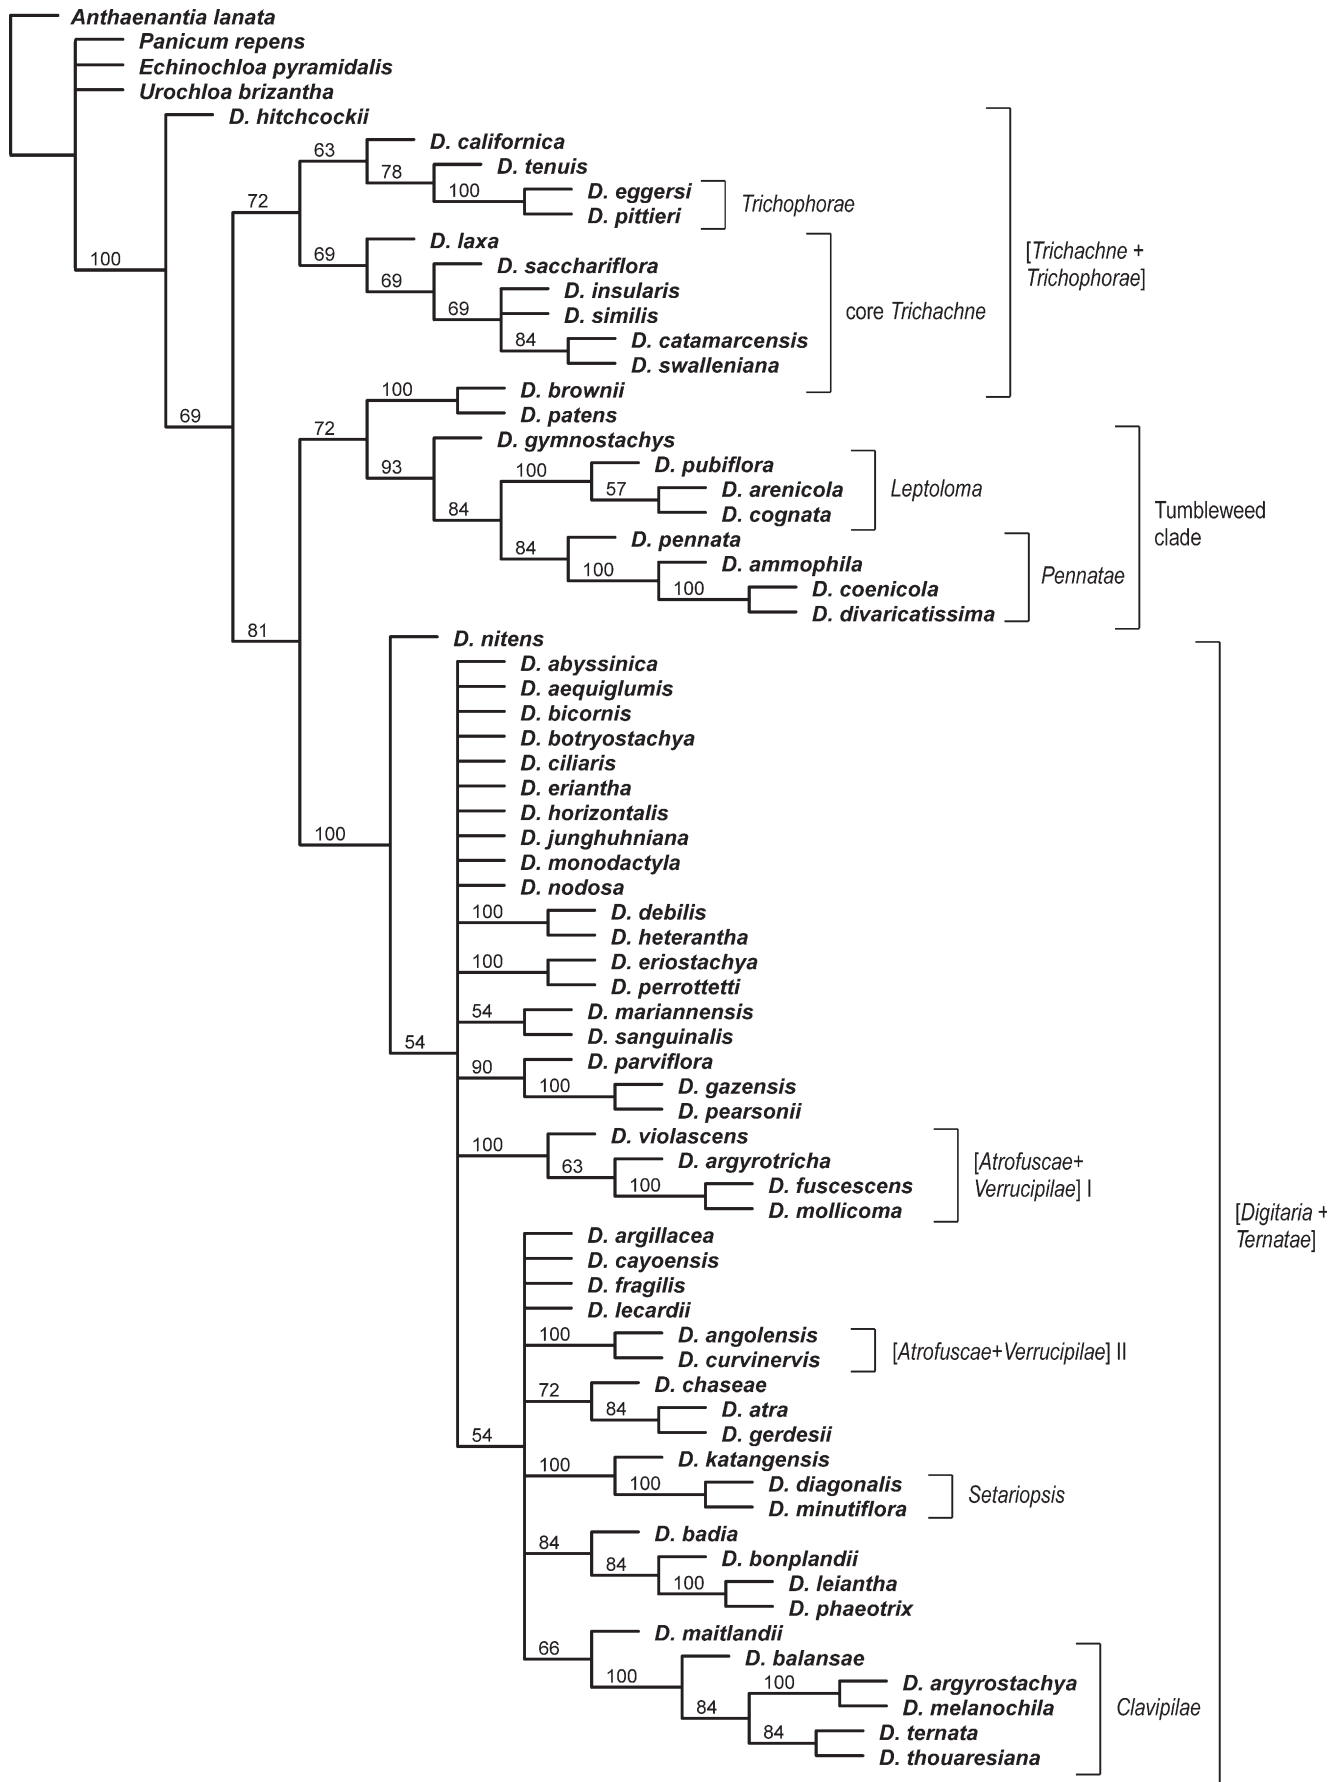 Anthaenantia lanata
Panicum repens
Echinochloa pyramidalis
Urochloa brizantha
D. hitchcockii
D. californica
63
D. tenuis
78
D. eggersi
100
D. pittieri
Trichophorae
72
D. laxa
69
D. sacchariflora
69
D. insularis
69
D. similis
D. catamarcensis
84
D. swalleniana
core Trichachne
[Trichachne +
Trichophorae]
100
D. brownii
100
D. patens
69
72
D. gymnostachys
93
D. pubiflora
100
D. arenicola
57
D. cognata
Leptoloma
84
D. pennata
84
D. ammophila
100
D. coenicola
100
D. divaricatissima
Pennatae
Tumbleweed
clade
81
D. nitens
D. abyssinica
D. aequiglumis
D. bicornis
D. botryostachya
D. ciliaris
D. eriantha
D. horizontalis
D. junghuhniana
100
D. monodactyla
D. nodosa
D. debilis
100
D. heterantha
D. eriostachya
100
D. perrottetti
D. mariannensis
54
D. sanguinalis
54
D. parviflora
90
D. gazensis
100
D. pearsonii
D. violascens
100
D. argyrotricha
63
D. fuscescens
100
D. mollicoma
[Atrofuscae+
Verrucipilae] I
[Digitaria +
Ternatae]
D. argillacea
D. cayoensis
D. fragilis
D. lecardii
D. angolensis
100
D. curvinervis
[Atrofuscae+Verrucipilae] II
D. chaseae
72
D. atra
84
D. gerdesii
54
D. katangensis
100
D. diagonalis
100
D. minutiflora
Setariopsis
D. badia
84
D. bonplandii
84
D. leiantha
100
D. phaeotrix
D. maitlandii
66
D. balansae
100
D. argyrostachya
100
D. melanochila
84
D. ternata
84
D. thouaresiana
Clavipilae